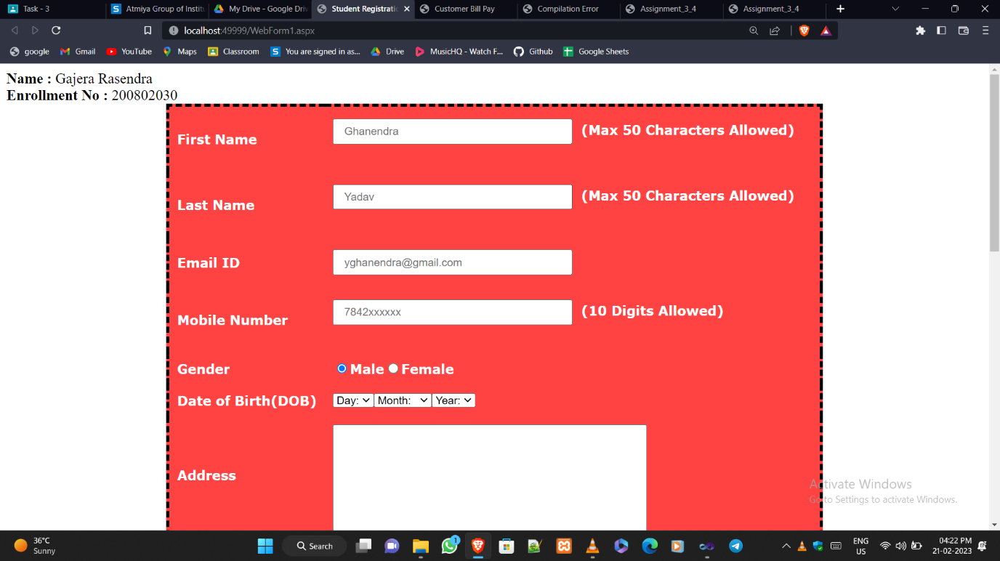 Task - 3
Atmiya Group of Institu
My Drive - Google Driv
Student Registratio
Customer Bill Pay
Compilation Error
Assignment_3_4
Assignment_3_4
localhost:49999/WebForm1.aspx
google
Gmail
YouTube
Maps
Classroom
You are signed in as...
Drive
MusicHQ - Watch F...
Github
Google Sheets
Name : Gajera Rasendra
Enrollment No : 200802030
First Name
Ghanendra
(Max 50 Characters Allowed)
Last Name
Yadav
(Max 50 Characters Allowed)
Email ID
yghanendra@gmail.com
Mobile Number
7842xxxxxx
(10 Digits Allowed)
Gender
Male
Female
Date of Birth(DOB)
Day:
Month:
Year:
Address
Activate Windows
Go to Settings to activate Windows.
36°C
Sunny
Search
1
ENG
US
04:22 PM
21-02-2023